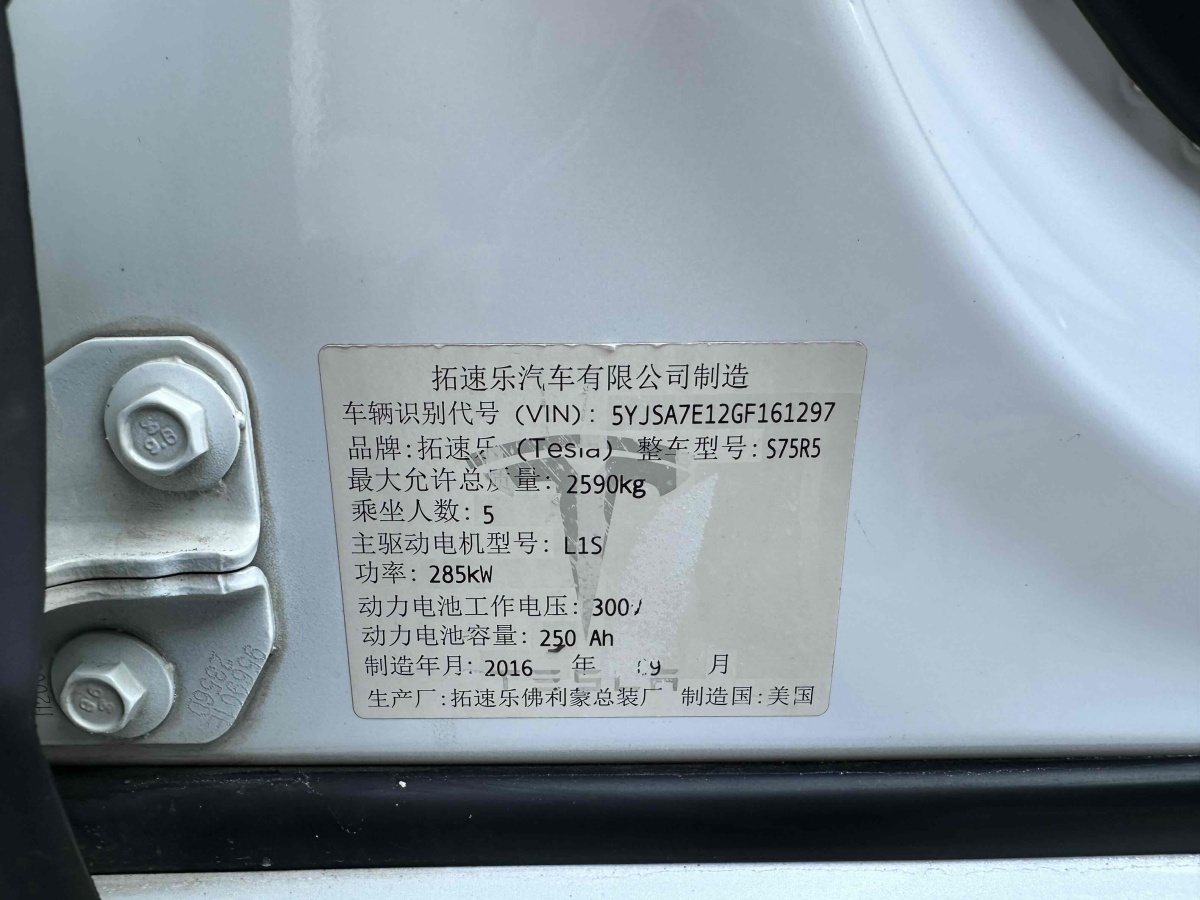 拓速乐汽车有限公司制造
车辆识别代号 (VIN): 5YJSA7E12GF161297
品牌:拓速乐 (Tesla) 整车型号: S75R5
最大允许总质量: 2590kg
乘坐人数: 5
主驱动电机型号: L1S
功率: 285kW
动力电池工作电压: 300V
动力电池容量: 250 Ah
制造年月: 2016 年 09 月
TESLA
生产厂:拓速乐佛利蒙总装厂 制造国:美国